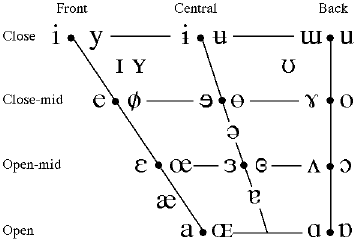 Front Central Back
Close i y ɨ ʉ ɯ u
ɪ ʏ ʊ
Close-mid e ø ɘ ɵ ɤ o
ə
Open-mid ɛ œ ɜ ɞ ʌ ɔ
æ ɐ
Open a ɶ ɑ ɒ